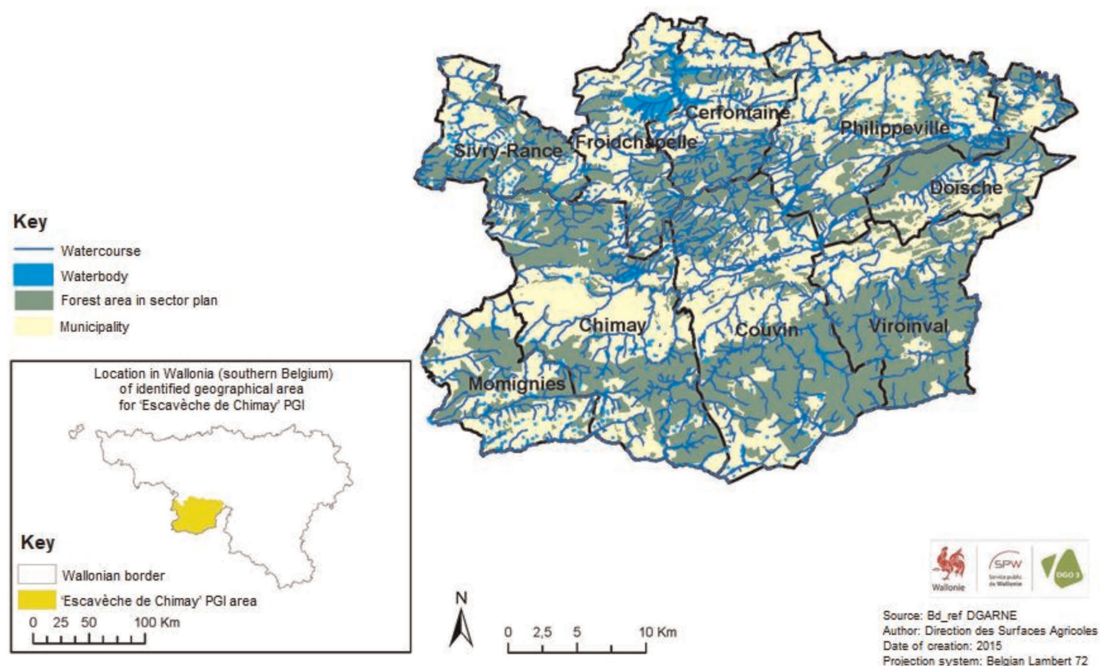 Cerfontaine
Philippeville
Sivry-Rance
Froidchapelle
Doische
Key
Watercourse
Waterbody
Forest area in sector plan
Municipality
Chimay
Couvin
Viroinval
Momignies
Location in Wallonia (southern Belgium)
of identified geographical area
for 'Escavèche de Chimay' PGI
Key
Wallonian border
'Escavèche de Chimay' PGI area
0 25 50 100 Km
N
0 2,5 5 10 Km
Wallonie
SPW
Service public
de Wallonie
DGO 3
Source: Bd_ref DGARNE
Author: Direction des Surfaces Agricoles
Date of creation: 2015
Projection system: Belgian Lambert 72